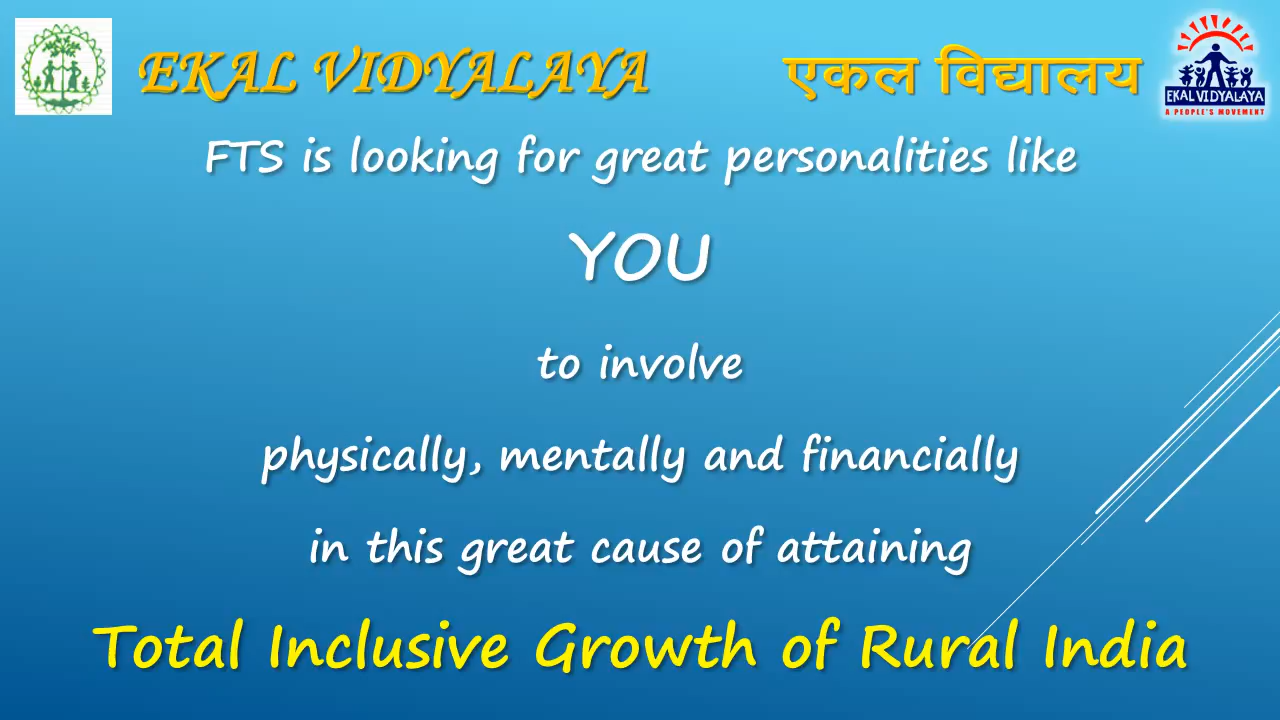 EKAL VIDYALAYA
एकल विद्यालय
EKAL VIDYALAYA
A PEOPLE'S MOVEMENT
FTS is looking for great personalities like
YOU
to involve
physically, mentally and financially
in this great cause of attaining
Total Inclusive Growth of Rural India